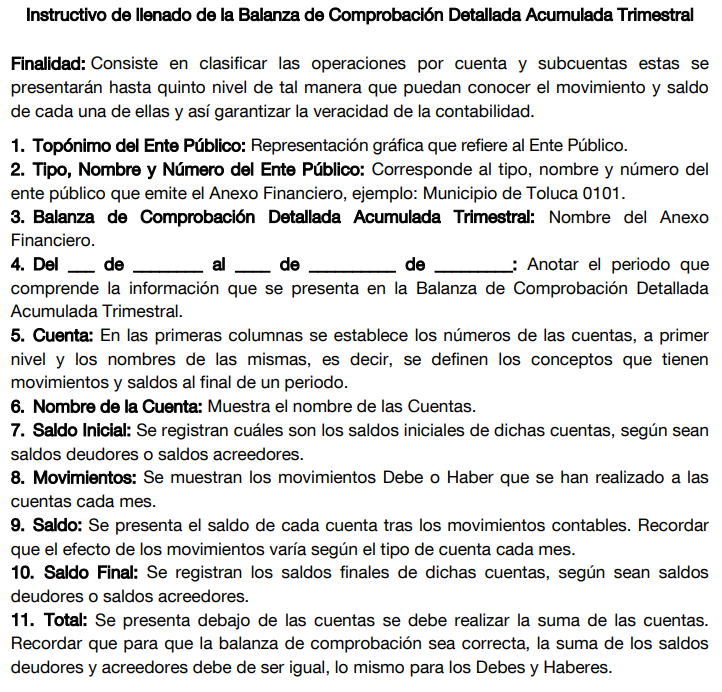 Instructivo de llenado de la Balanza de Comprobación Detallada Acumulada Trimestral
Finalidad: Consiste en clasificar las operaciones por cuenta y subcuentas estas se
presentarán hasta quinto nivel de tal manera que puedan conocer el movimiento y saldo
de cada una de ellas y así garantizar la veracidad de la contabilidad.
1. Topónimo del Ente Público: Representación gráfica que refiere al Ente Público.
2. Tipo, Nombre y Número del Ente Público: Corresponde al tipo, nombre y número del
ente público que emite el Anexo Financiero, ejemplo: Municipio de Toluca 0101.
3. Balanza de Comprobación Detallada Acumulada Trimestral: Nombre del Anexo
Financiero.
4. Del ___ de ________ al ____ de __________ de _________: Anotar el periodo que
comprende la información que se presenta en la Balanza de Comprobación Detallada
Acumulada Trimestral.
5. Cuenta: En las primeras columnas se establece los números de las cuentas, a primer
nivel y los nombres de las mismas, es decir, se definen los conceptos que tienen
movimientos y saldos al final de un periodo.
6. Nombre de la Cuenta: Muestra el nombre de las Cuentas.
7. Saldo Inicial: Se registran cuáles son los saldos iniciales de dichas cuentas, según sean
saldos deudores o saldos acreedores.
8. Movimientos: Se muestran los movimientos Debe o Haber que se han realizado a las
cuentas cada mes.
9. Saldo: Se presenta el saldo de cada cuenta tras los movimientos contables. Recordar
que el efecto de los movimientos varía según el tipo de cuenta cada mes.
10. Saldo Final: Se registran los saldos finales de dichas cuentas, según sean saldos
deudores o saldos acreedores.
11. Total: Se presenta debajo de las cuentas se debe realizar la suma de las cuentas.
Recordar que para que la balanza de comprobación sea correcta, la suma de los saldos
deudores y acreedores debe de ser igual, lo mismo para los Debes y Haberes.